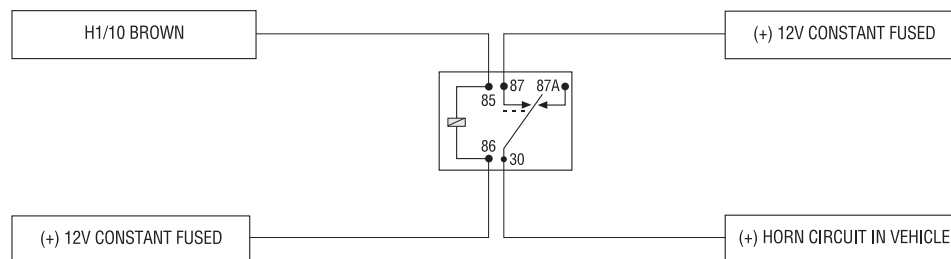 H1/10 BROWN
(+) 12V CONSTANT FUSED
87 87A
85
86
30
(+) 12V CONSTANT FUSED
(+) HORN CIRCUIT IN VEHICLE